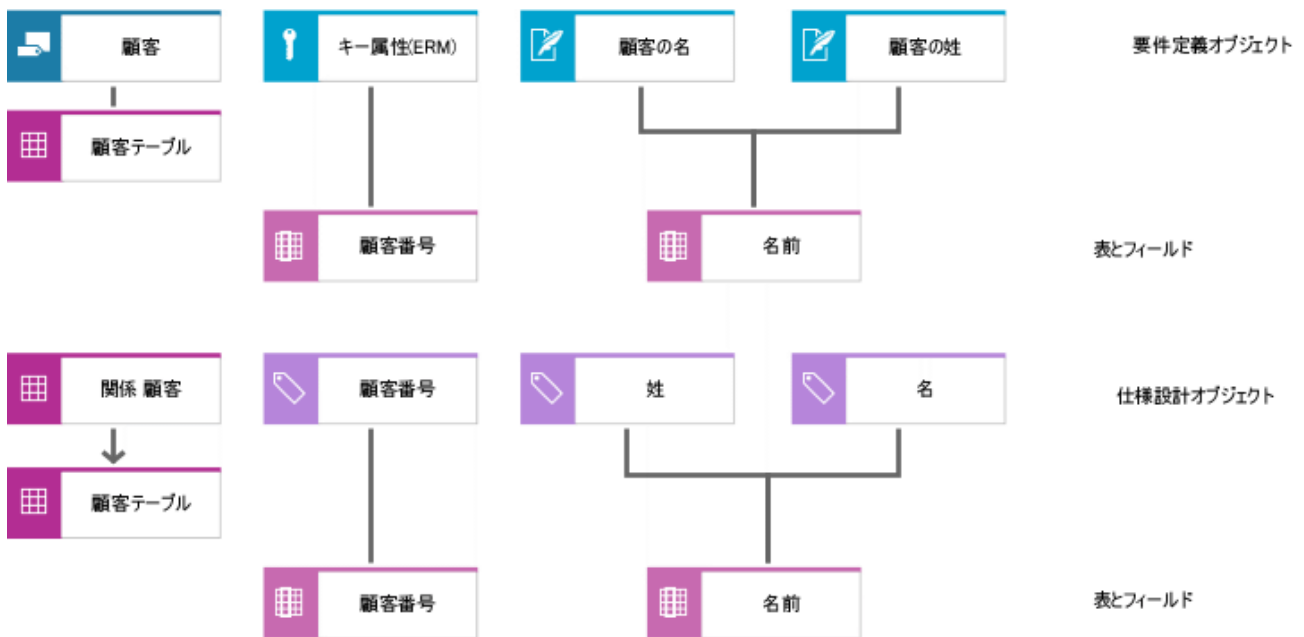 顧客
キー属性(ERM)
顧客の名
顧客の姓
要件定義オブジェクト
顧客テーブル
顧客番号
名前
表とフィールド
関係 顧客
顧客番号
姓
名
仕様設計オブジェクト
顧客テーブル
顧客番号
名前
表とフィールド